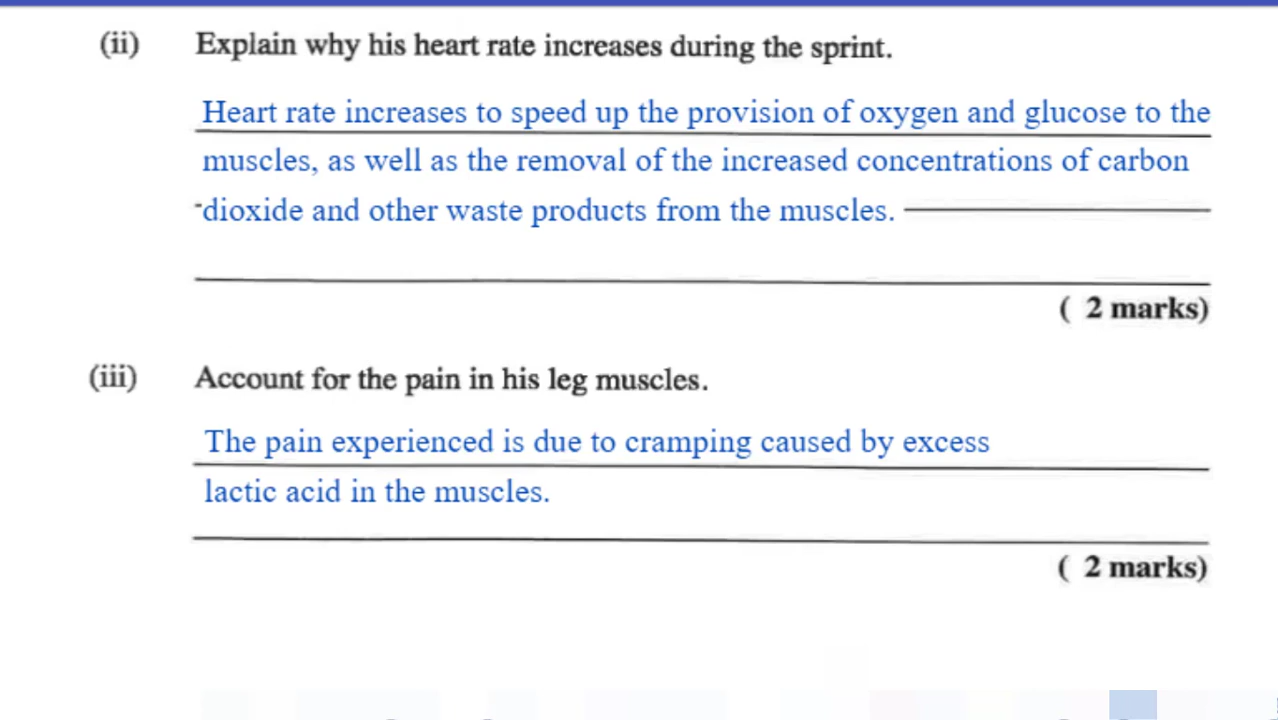 (ii) Explain why his heart rate increases during the sprint.
Heart rate increases to speed up the provision of oxygen and glucose to the
muscles, as well as the removal of the increased concentrations of carbon
dioxide and other waste products from the muscles.
( 2 marks)
(iii) Account for the pain in his leg muscles.
The pain experienced is due to cramping caused by excess
lactic acid in the muscles.
( 2 marks)